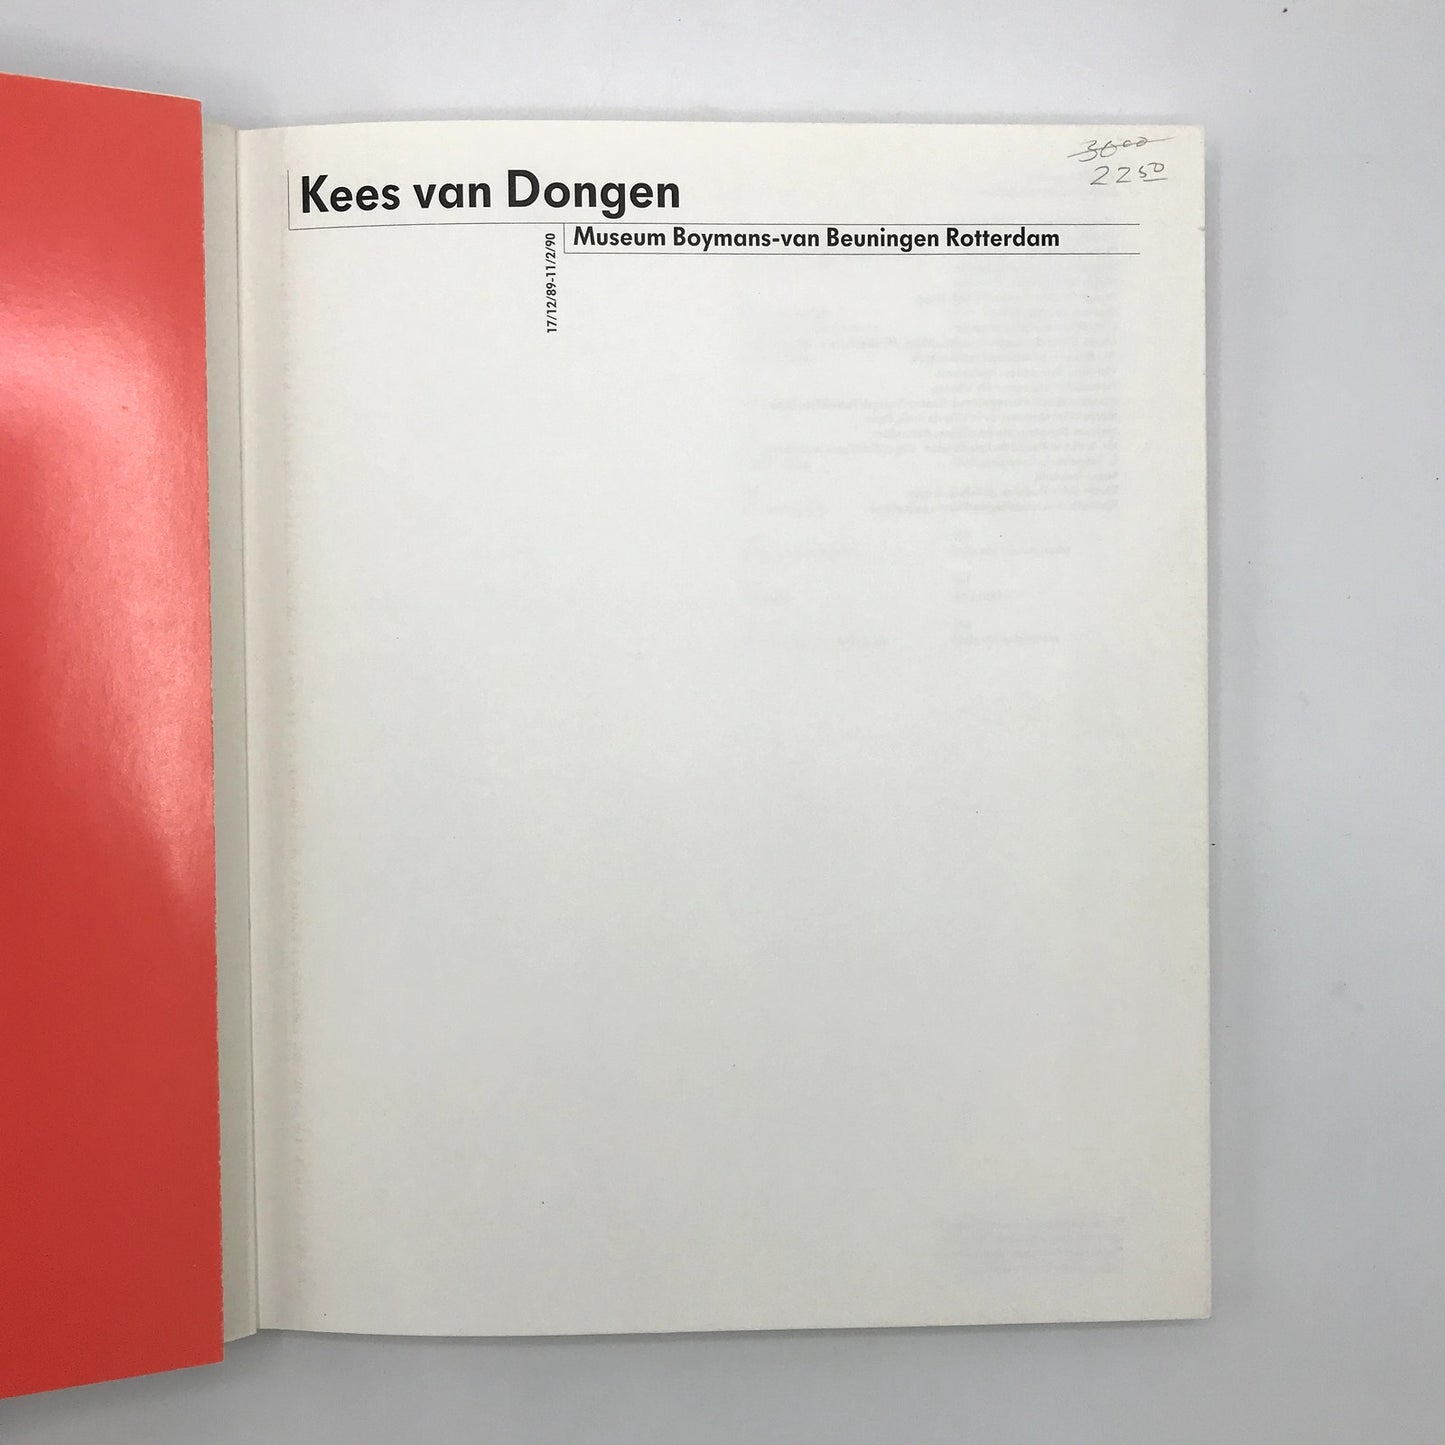 3000
2250
Kees van Dongen
Museum Boymans-van Beuningen Rotterdam
17/12/89-11/2/90